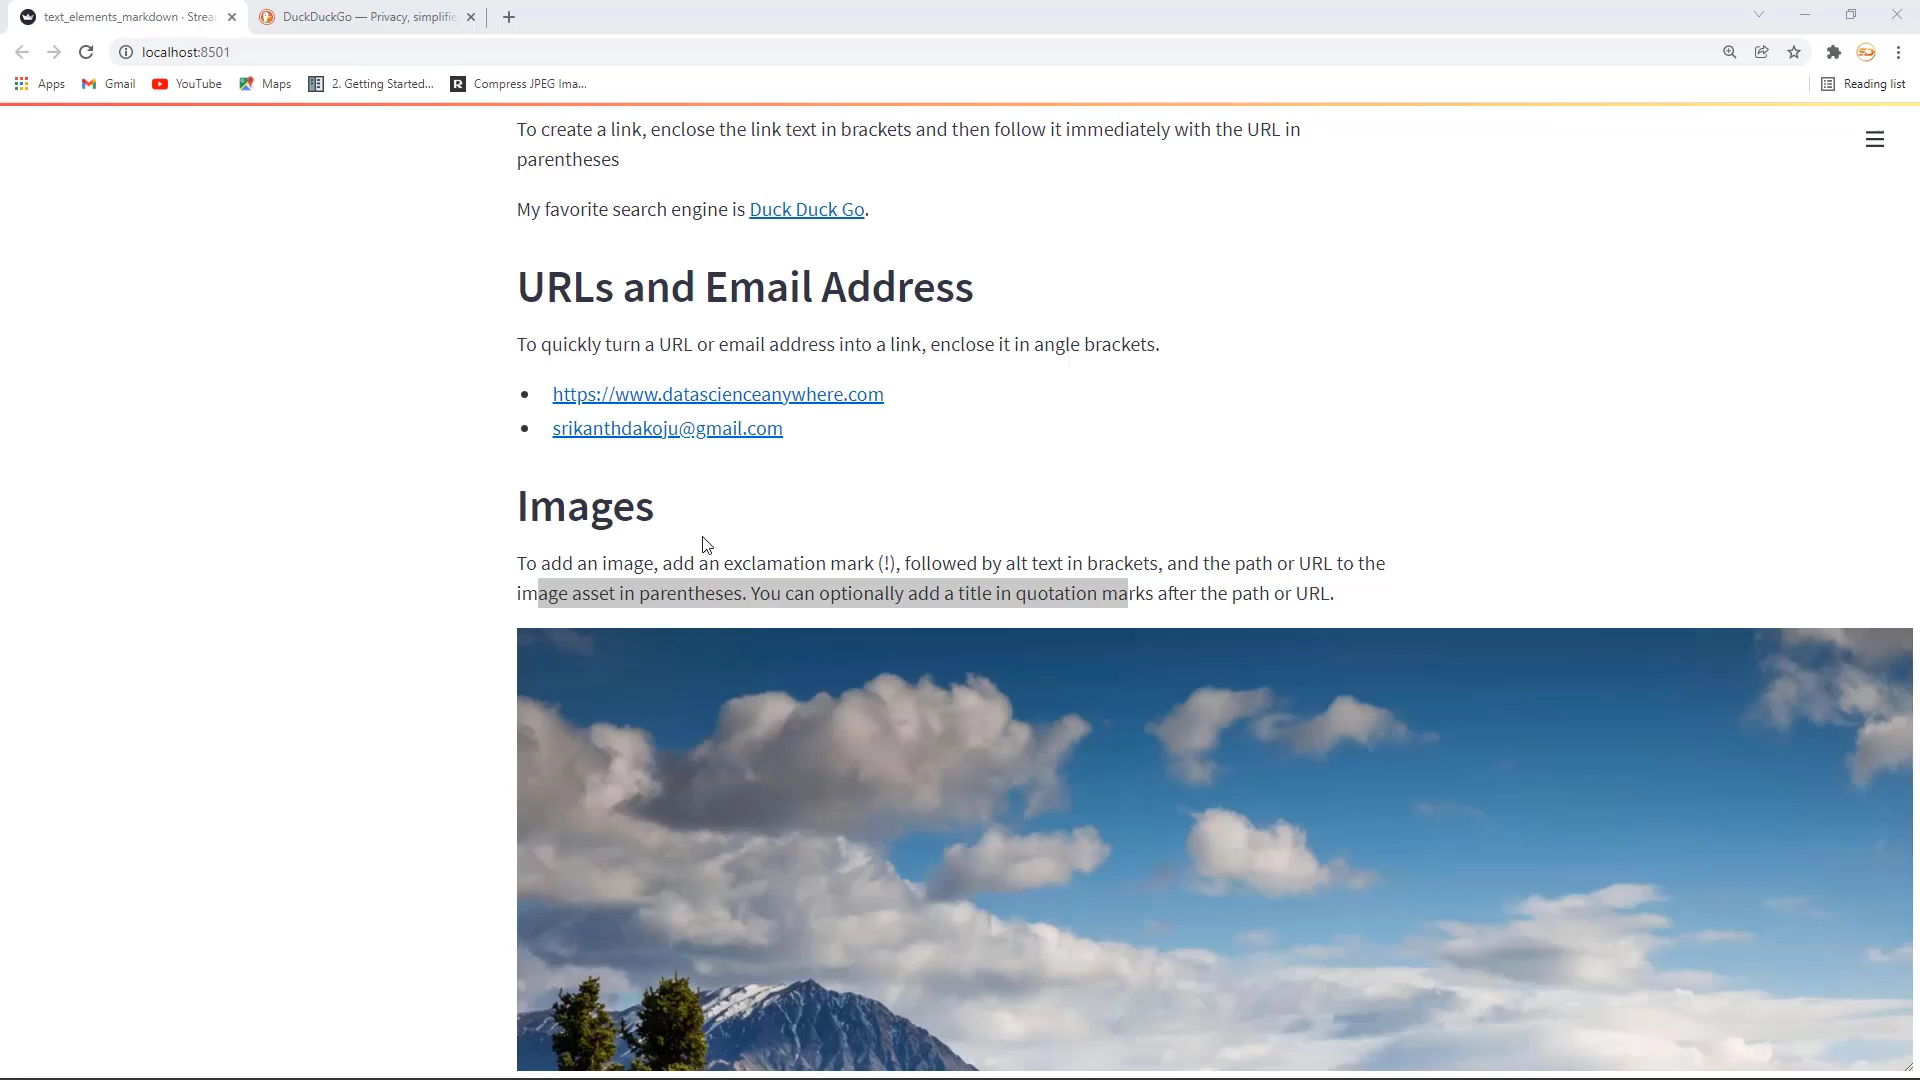 text_elements_markdown · Strea
DuckDuckGo — Privacy, simplifie
localhost:8501
Apps
Gmail
YouTube
Maps
2. Getting Started...
R
Compress JPEG Ima...
Reading list
To create a link, enclose the link text in brackets and then follow it immediately with the URL in
parentheses
My favorite search engine is Duck Duck Go.
URLs and Email Address
To quickly turn a URL or email address into a link, enclose it in angle brackets.
https://www.datascienceanywhere.com
srikanthdakoju@gmail.com
Images
To add an image, add an exclamation mark (!), followed by alt text in brackets, and the path or URL to the
image asset in parentheses. You can optionally add a title in quotation marks after the path or URL.